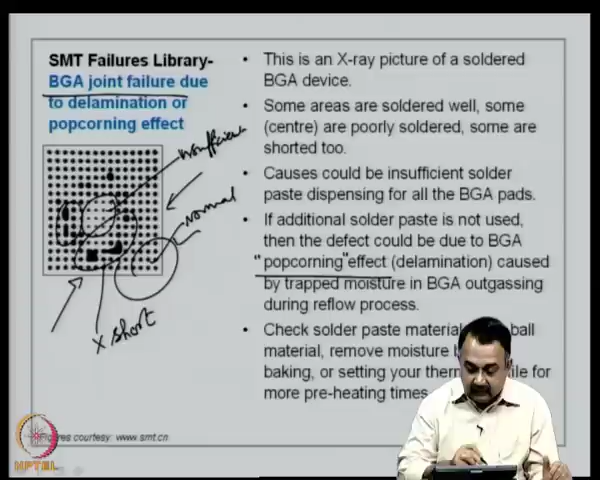 SMT Failures Library-
BGA joint failure due
to delamination or
popcorning effect
insufficient
normal
x short
• This is an X-ray picture of a soldered
BGA device.
• Some areas are soldered well, some
(centre) are poorly soldered, some are
shorted too.
• Causes could be insufficient solder
paste dispensing for all the BGA pads.
• If additional solder paste is not used,
then the defect could be due to BGA
"popcorning" effect (delamination) caused
by trapped moisture in BGA outgassing
during reflow process.
• Check solder paste material ball
material, remove moisture
baking, or setting your for
more pre-heating times
courtesy: www.smt.cn
NPTEL